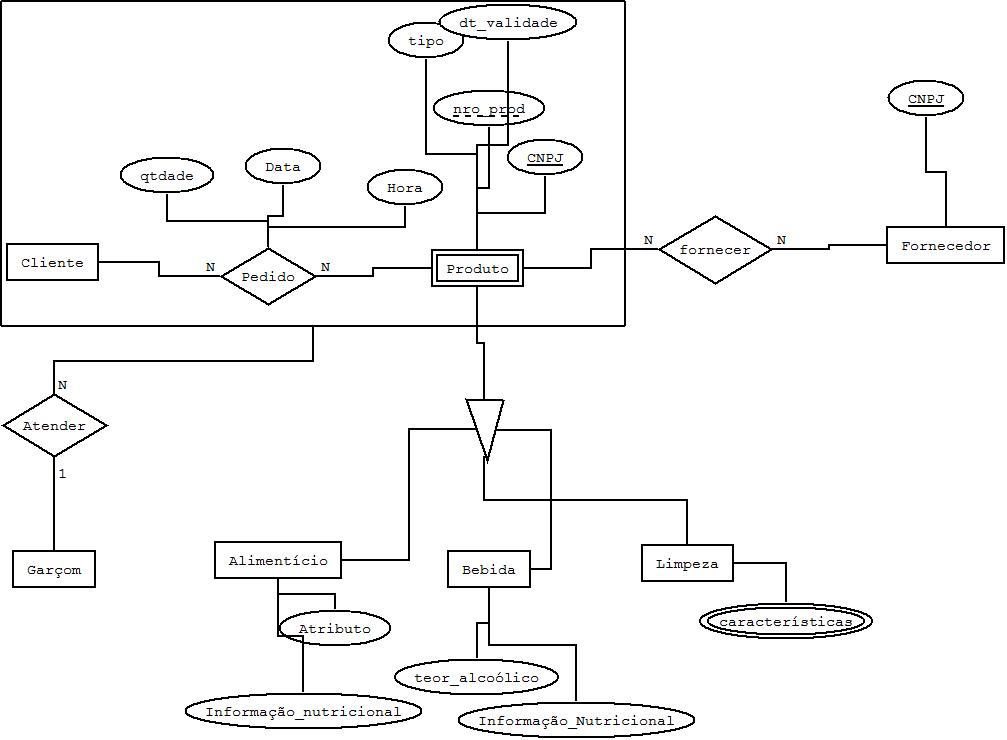 dt_validade
tipo
nro_prod
CNPJ
CNPJ
qtdade
Data
Hora
Cliente
N
Pedido
N
Produto
N
fornecer
N
Fornecedor
N
Atender
1
Garçom
Alimentício
Bebida
Limpeza
Atributo
características
teor_alcoólico
Informação_nutricional
Informação_Nutricional